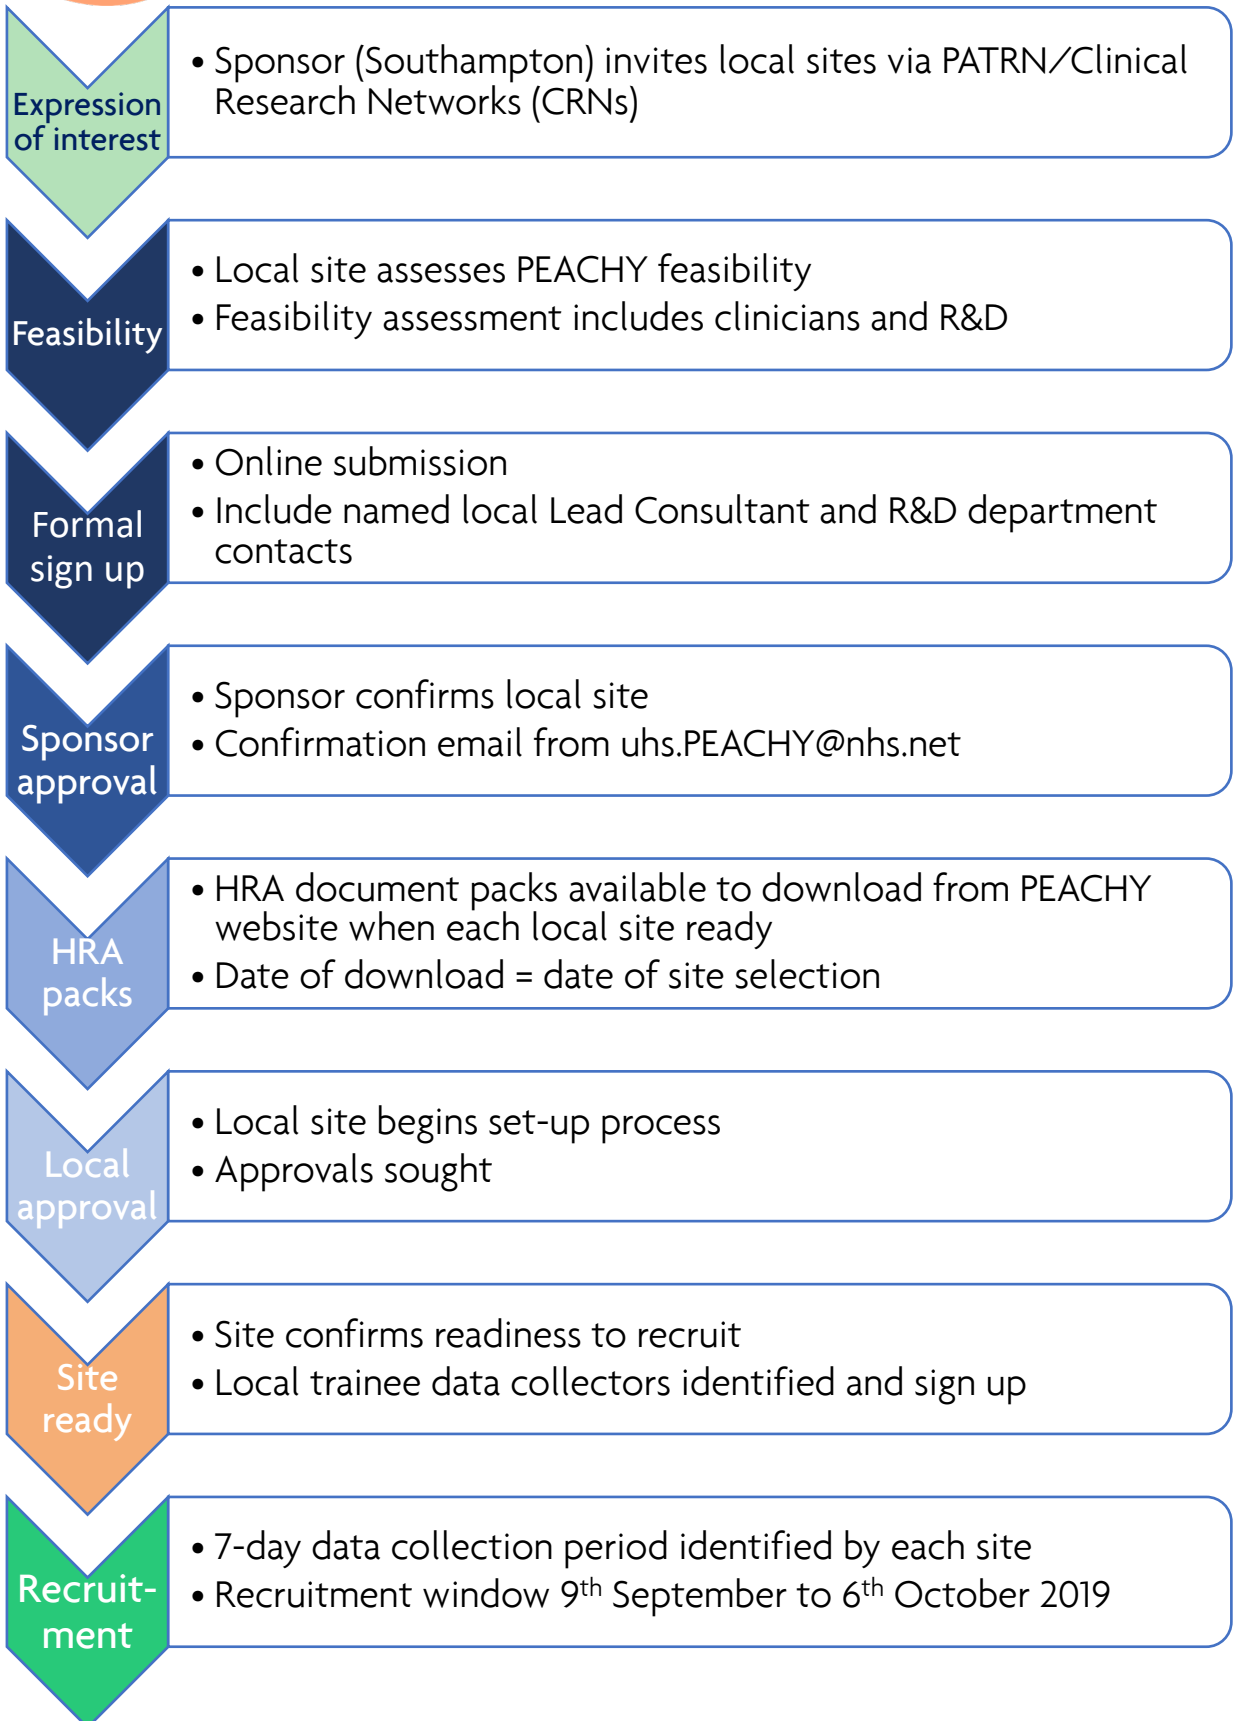 Expression
of interest
• Sponsor (Southampton) invites local sites via PATRN/Clinical
Research Networks (CRNs)
Feasibility
• Local site assesses PEACHY feasibility
• Feasibility assessment includes clinicians and R&D
Formal
sign up
• Online submission
• Include named local Lead Consultant and R&D department
contacts
Sponsor
approval
• Sponsor confirms local site
• Confirmation email from uhs.PEACHY@nhs.net
HRA
packs
• HRA document packs available to download from PEACHY
website when each local site ready
• Date of download = date of site selection
Local
approval
• Local site begins set-up process
• Approvals sought
Site
ready
• Site confirms readiness to recruit
• Local trainee data collectors identified and sign up
Recruit-
ment
• 7-day data collection period identified by each site
• Recruitment window 9th September to 6th October 2019